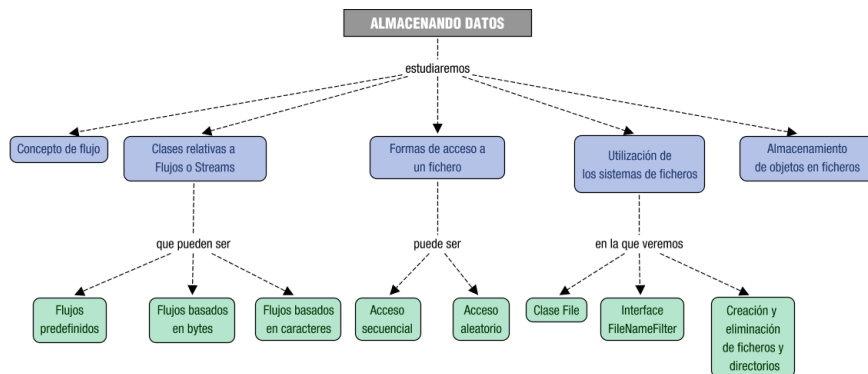 ALMACENANDO DATOS
estudiaremos
Concepto de flujo
Clases relativas a
Flujos o Streams
Formas de acceso a
un fichero
Utilización de
los sistemas de ficheros
Almacenamiento
de objetos en ficheros
que pueden ser
puede ser
en la que veremos
Flujos
predefinidos
Flujos basados
en bytes
Flujos basados
en caracteres
Acceso
secuencial
Acceso
aleatorio
Clase File
Interface
FileNameFilter
Creación y
eliminación
de ficheros y
directorios